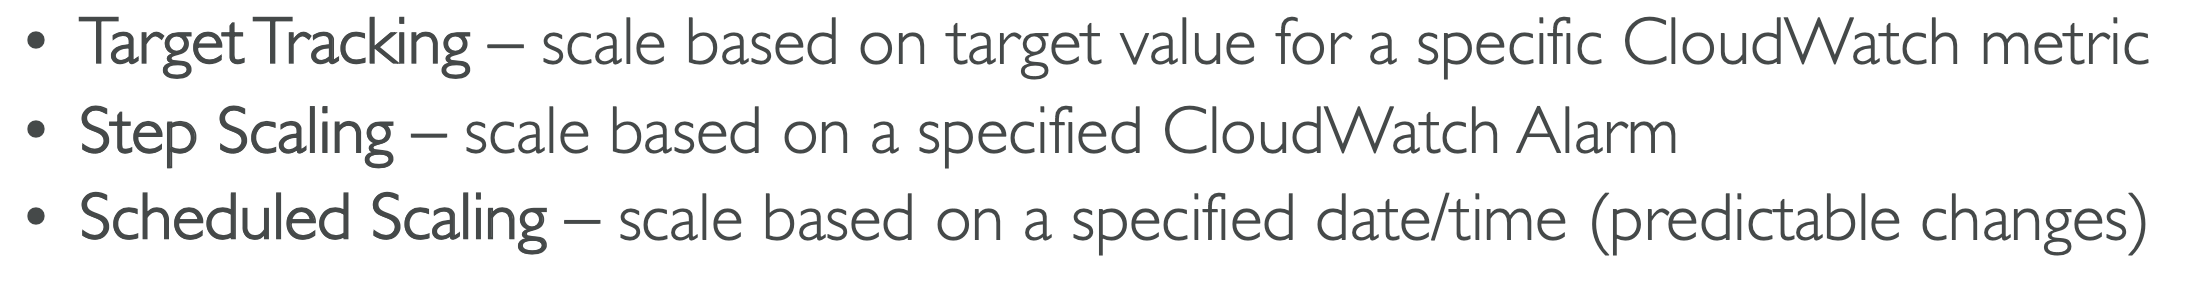 • Target Tracking – scale based on target value for a specific CloudWatch metric
• Step Scaling – scale based on a specified CloudWatch Alarm
• Scheduled Scaling – scale based on a specified date/time (predictable changes)